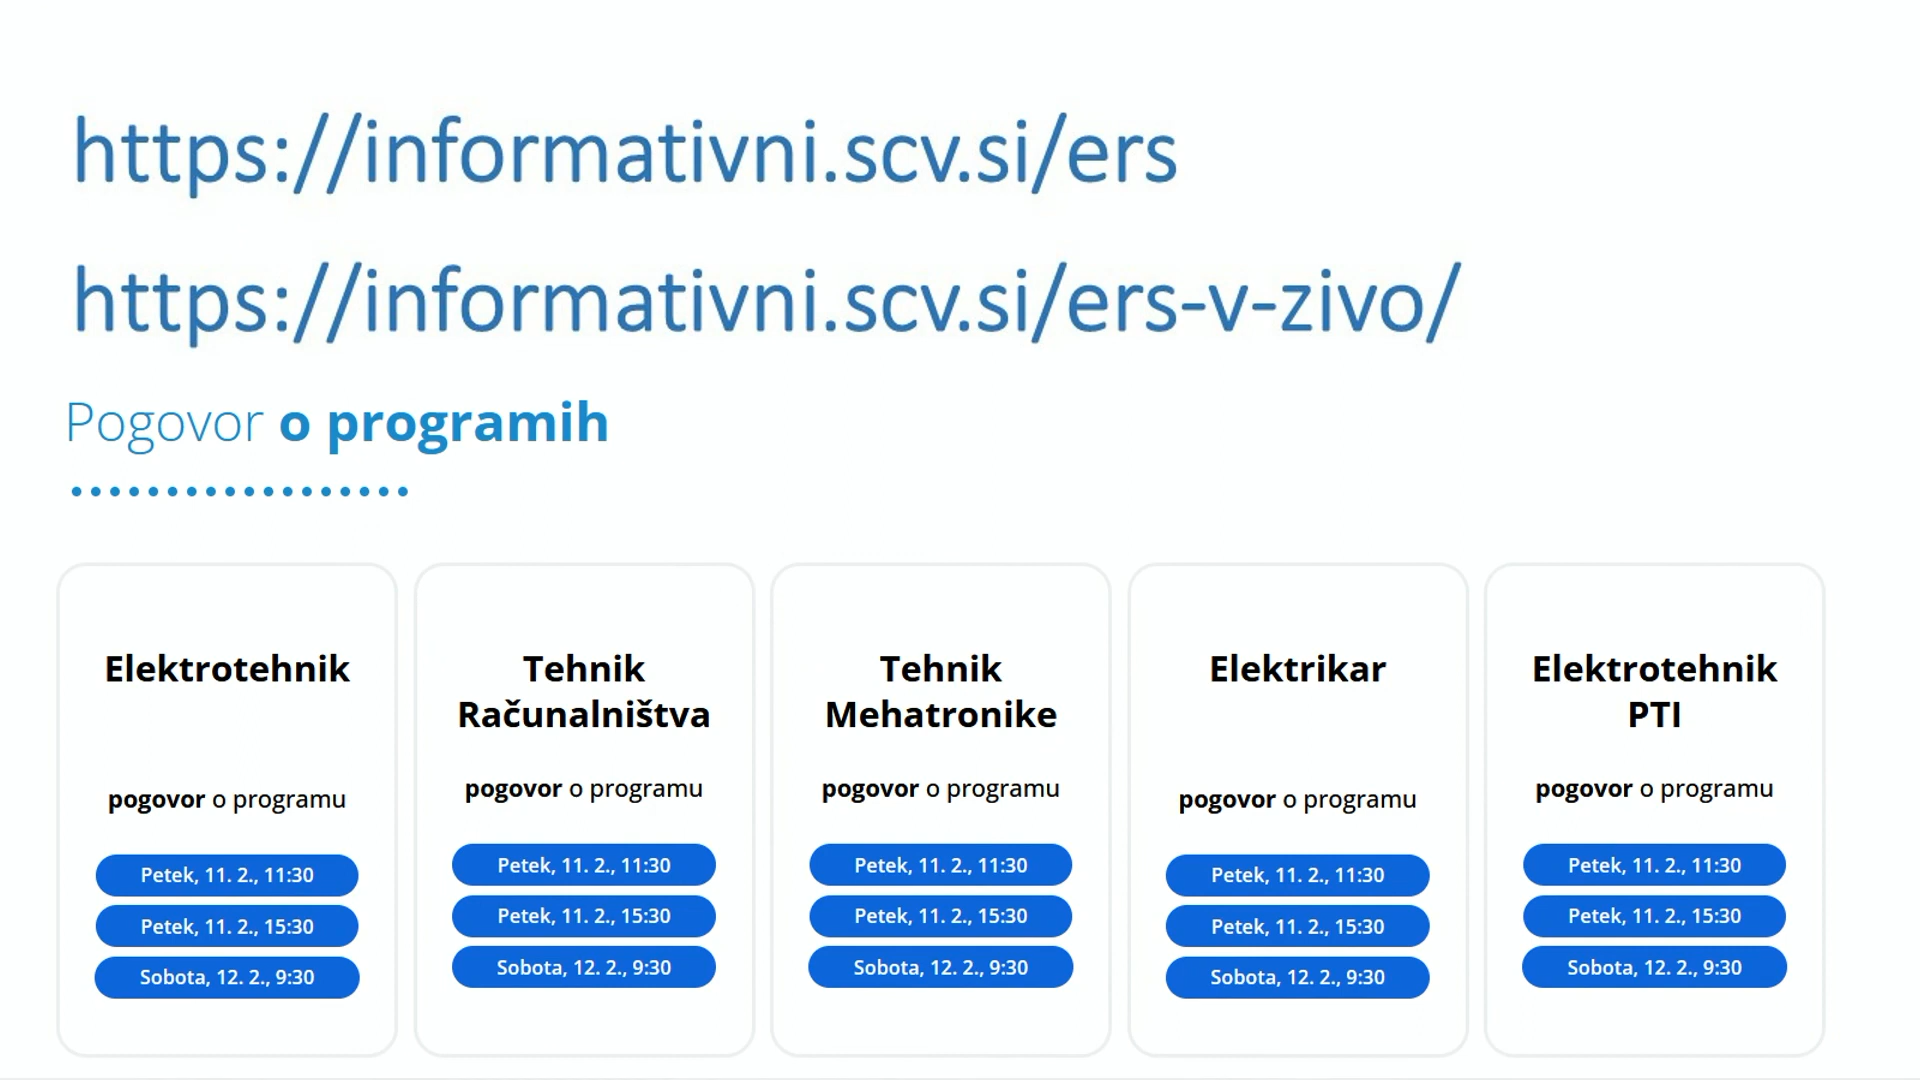 https://informativni.scv.si/ers
https://informativni.scv.si/ers-v-zivo/
Pogovor o programih
Elektrotehnik
pogovor o programu
Petek, 11. 2., 11:30
Petek, 11. 2., 15:30
Sobota, 12. 2., 9:30
Tehnik
Računalništva
pogovor o programu
Petek, 11. 2., 11:30
Petek, 11. 2., 15:30
Sobota, 12. 2., 9:30
Tehnik
Mehatronike
pogovor o programu
Petek, 11. 2., 11:30
Petek, 11. 2., 15:30
Sobota, 12. 2., 9:30
Elektrikar
pogovor o programu
Petek, 11. 2., 11:30
Petek, 11. 2., 15:30
Sobota, 12. 2., 9:30
Elektrotehnik
PTI
pogovor o programu
Petek, 11. 2., 11:30
Petek, 11. 2., 15:30
Sobota, 12. 2., 9:30